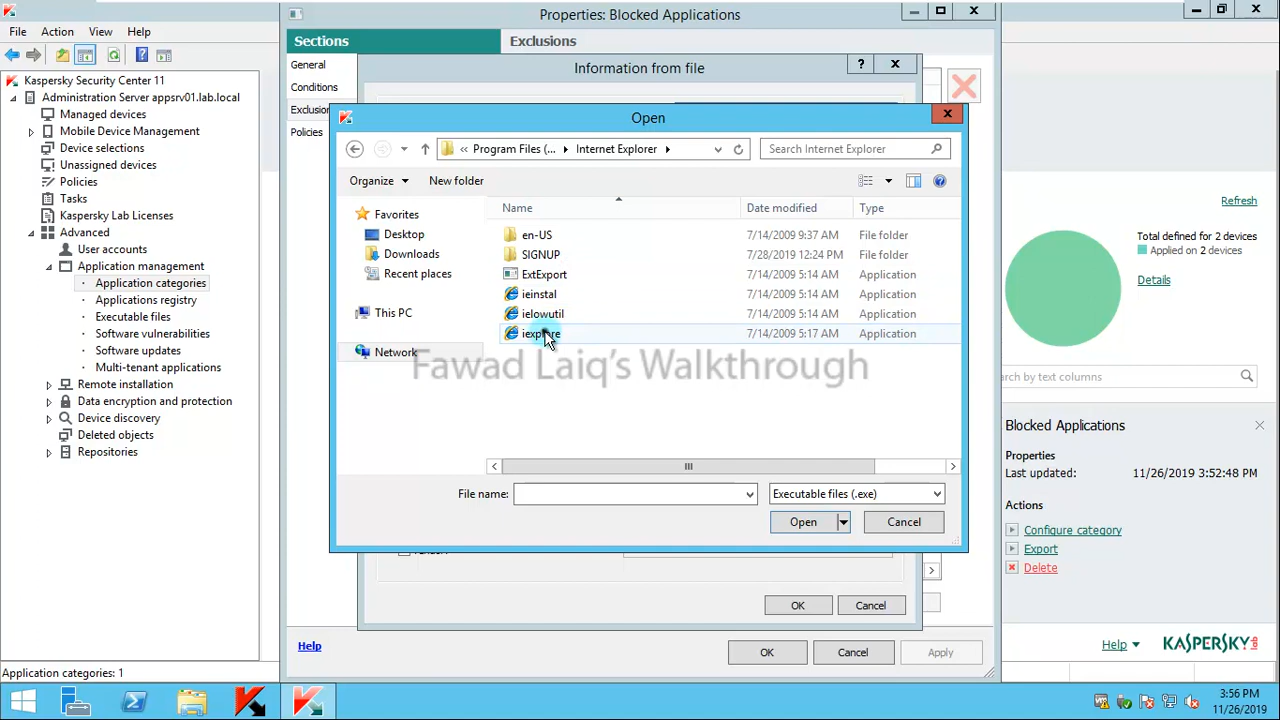 Properties: Blocked Applications
File Action View Help
Sections
Exclusions
General
Conditions
Exclusion
Policies
Information from file
?
Kaspersky Security Center 11
Administration Server appsrv01.lab.local
Managed devices
Mobile Device Management
Device selections
Unassigned devices
Policies
Tasks
Kaspersky Lab Licenses
Advanced
User accounts
Application management
Application categories
Applications registry
Executable files
Software vulnerabilities
Software updates
Multi-tenant applications
Remote installation
Data encryption and protection
Device discovery
Deleted objects
Repositories
Application categories: 1
Open
« Program Files (... Internet Explorer
Search Internet Explorer
Organize New folder
Favorites
Desktop
Downloads
Recent places
This PC
Network
Name Date modified Type
en-US 7/14/2009 9:37 AM File folder
SIGNUP 7/28/2019 12:24 PM File folder
ExtExport 7/14/2009 5:14 AM Application
ieinstal 7/14/2009 5:14 AM Application
ielowutil 7/14/2009 5:14 AM Application
iexplore 7/14/2009 5:17 AM Application
Fawad Laiq's Walkthrough
File name: Executable files (.exe)
Open Cancel
OK Cancel
Help
OK Cancel Apply
Refresh
Total defined for 2 devices
Applied on 2 devices
Details
arch by text columns
Blocked Applications
Properties
Last updated: 11/26/2019 3:52:48 PM
Actions
Configure category
Export
Delete
Help KASPERSKY
3:56 PM
11/26/2019